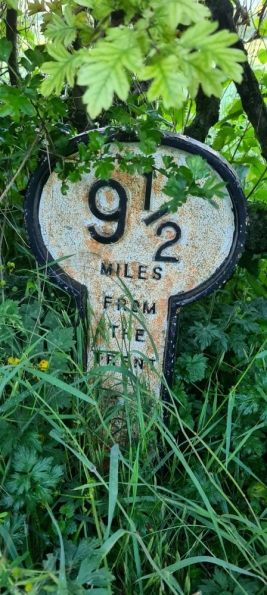 9 1/2
MILES
FROM
THE
TRENT